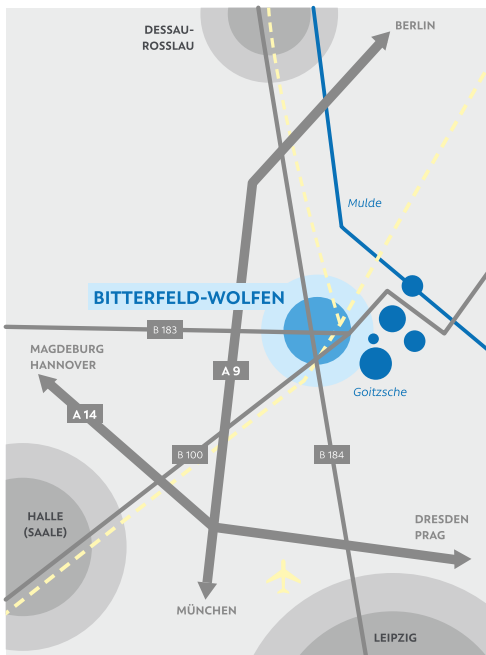 DESSAU-
ROSSLAU
BERLIN
Mulde
BITTERFELD-WOLFEN
B 183
MAGDEBURG
HANNOVER
A 9
Goitzsche
A 14
B 100
B 184
HALLE
(SAALE)
DRESDEN
PRAG
MÜNCHEN
LEIPZIG